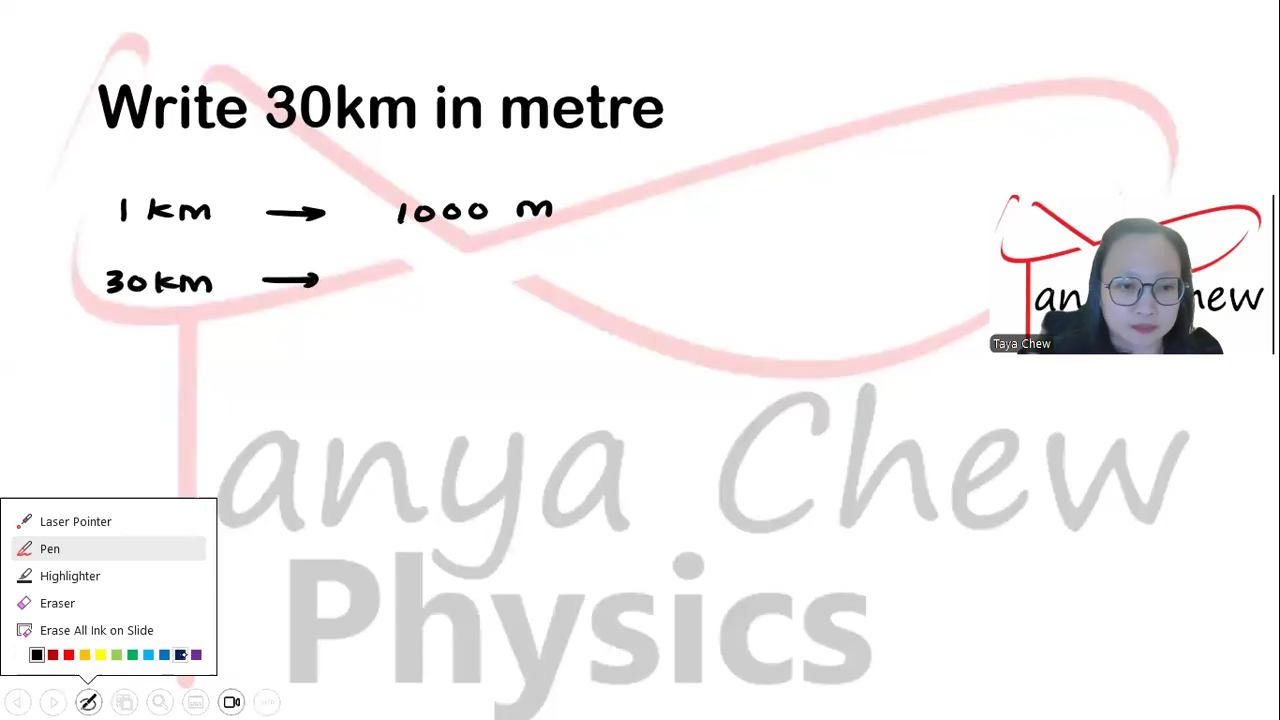 Write 30km in metre
1 km → 1000 m
30km →
Tanya Chew
Physics
Taya Chew
Laser Pointer
Pen
Highlighter
Eraser
Erase All Ink on Slide